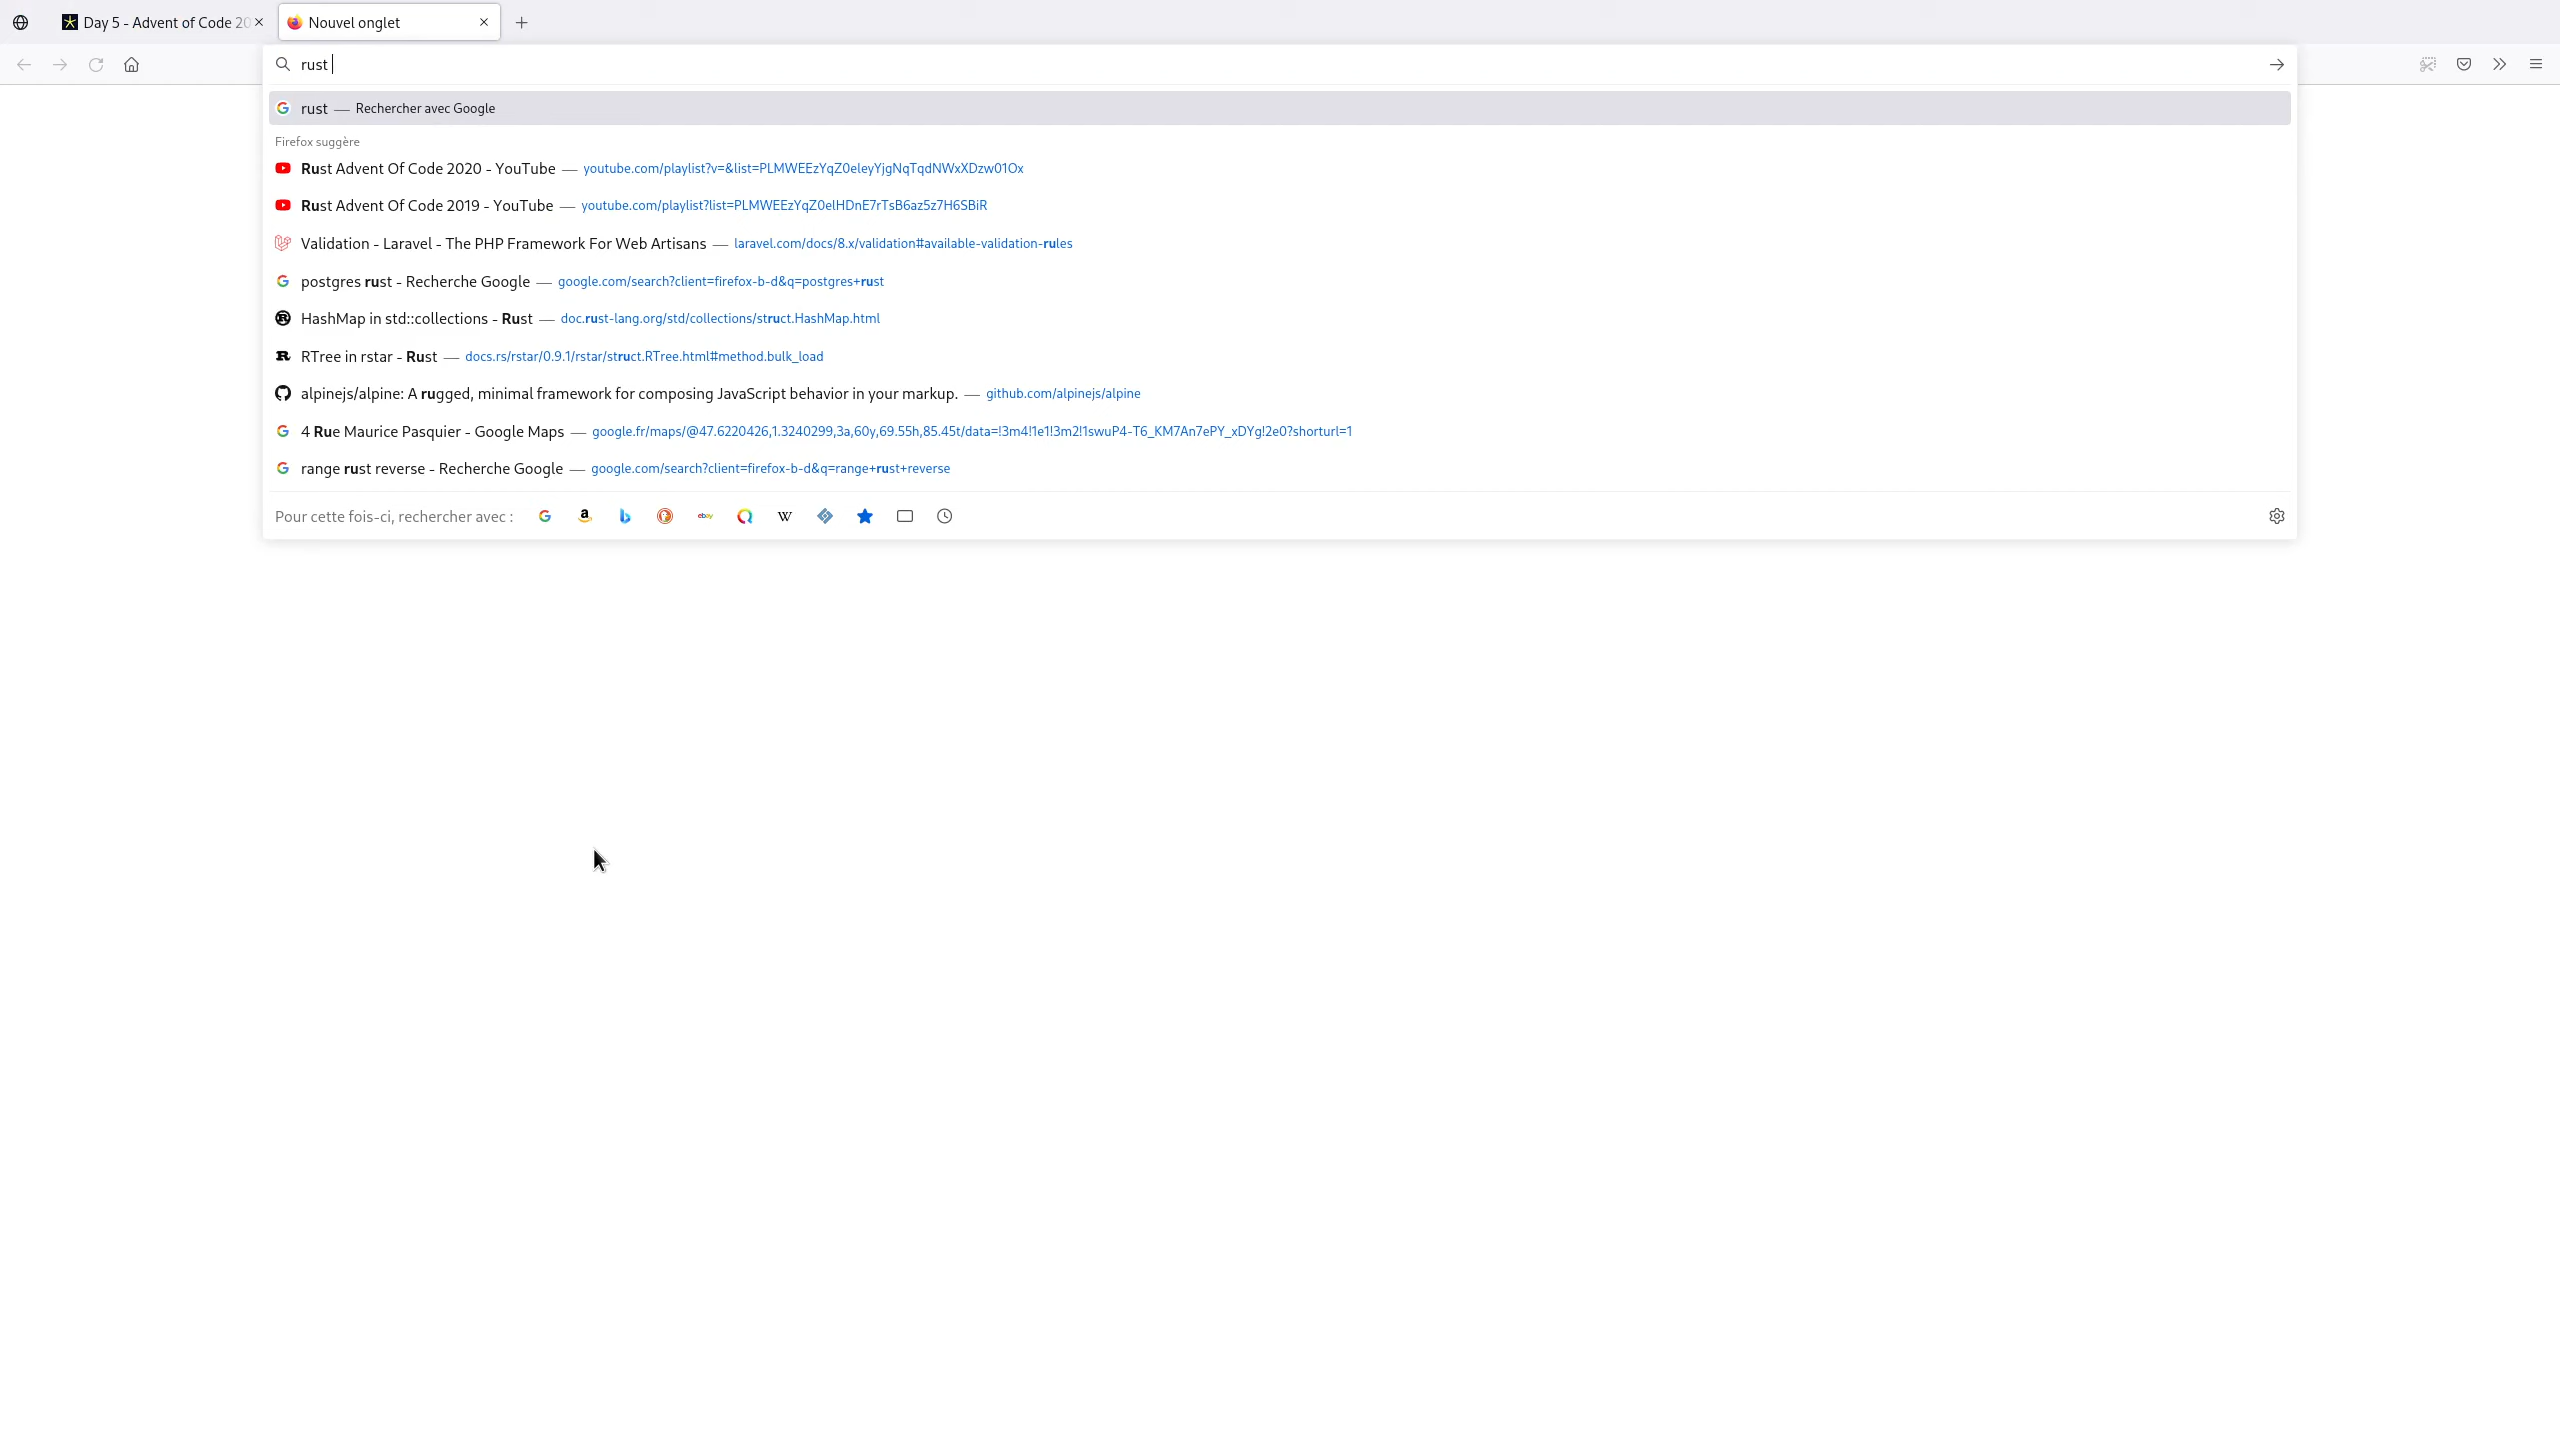 Day 5 - Advent of Code 20
Nouvel onglet
rust
rust — Rechercher avec Google
Firefox suggère
Rust Advent Of Code 2020 - YouTube — youtube.com/playlist?v=&list=PLMWEEzYqZ0eleyYjgNqTqdNWxXDzw01Ox
Rust Advent Of Code 2019 - YouTube — youtube.com/playlist?list=PLMWEEzYqZ0elHDnE7rTsB6az5z7H6SBiR
Validation - Laravel - The PHP Framework For Web Artisans — laravel.com/docs/8.x/validation#available-validation-rules
postgres rust - Recherche Google — google.com/search?client=firefox-b-d&q=postgres+rust
HashMap in std::collections - Rust — doc.rust-lang.org/std/collections/struct.HashMap.html
RTree in rstar - Rust — docs.rs/rstar/0.9.1/rstar/struct.RTree.html#method.bulk_load
alpinejs/alpine: A rugged, minimal framework for composing JavaScript behavior in your markup. — github.com/alpinejs/alpine
4 Rue Maurice Pasquier - Google Maps — google.fr/maps/@47.6220426,1.3240299,3a,60y,69.55h,85.45t/data=!3m4!1e1!3m2!1swuP4-T6_KM7An7ePY_xDYg!2e0?shorturl=1
range rust reverse - Recherche Google — google.com/search?client=firefox-b-d&q=range+rust+reverse
Pour cette fois-ci, rechercher avec :